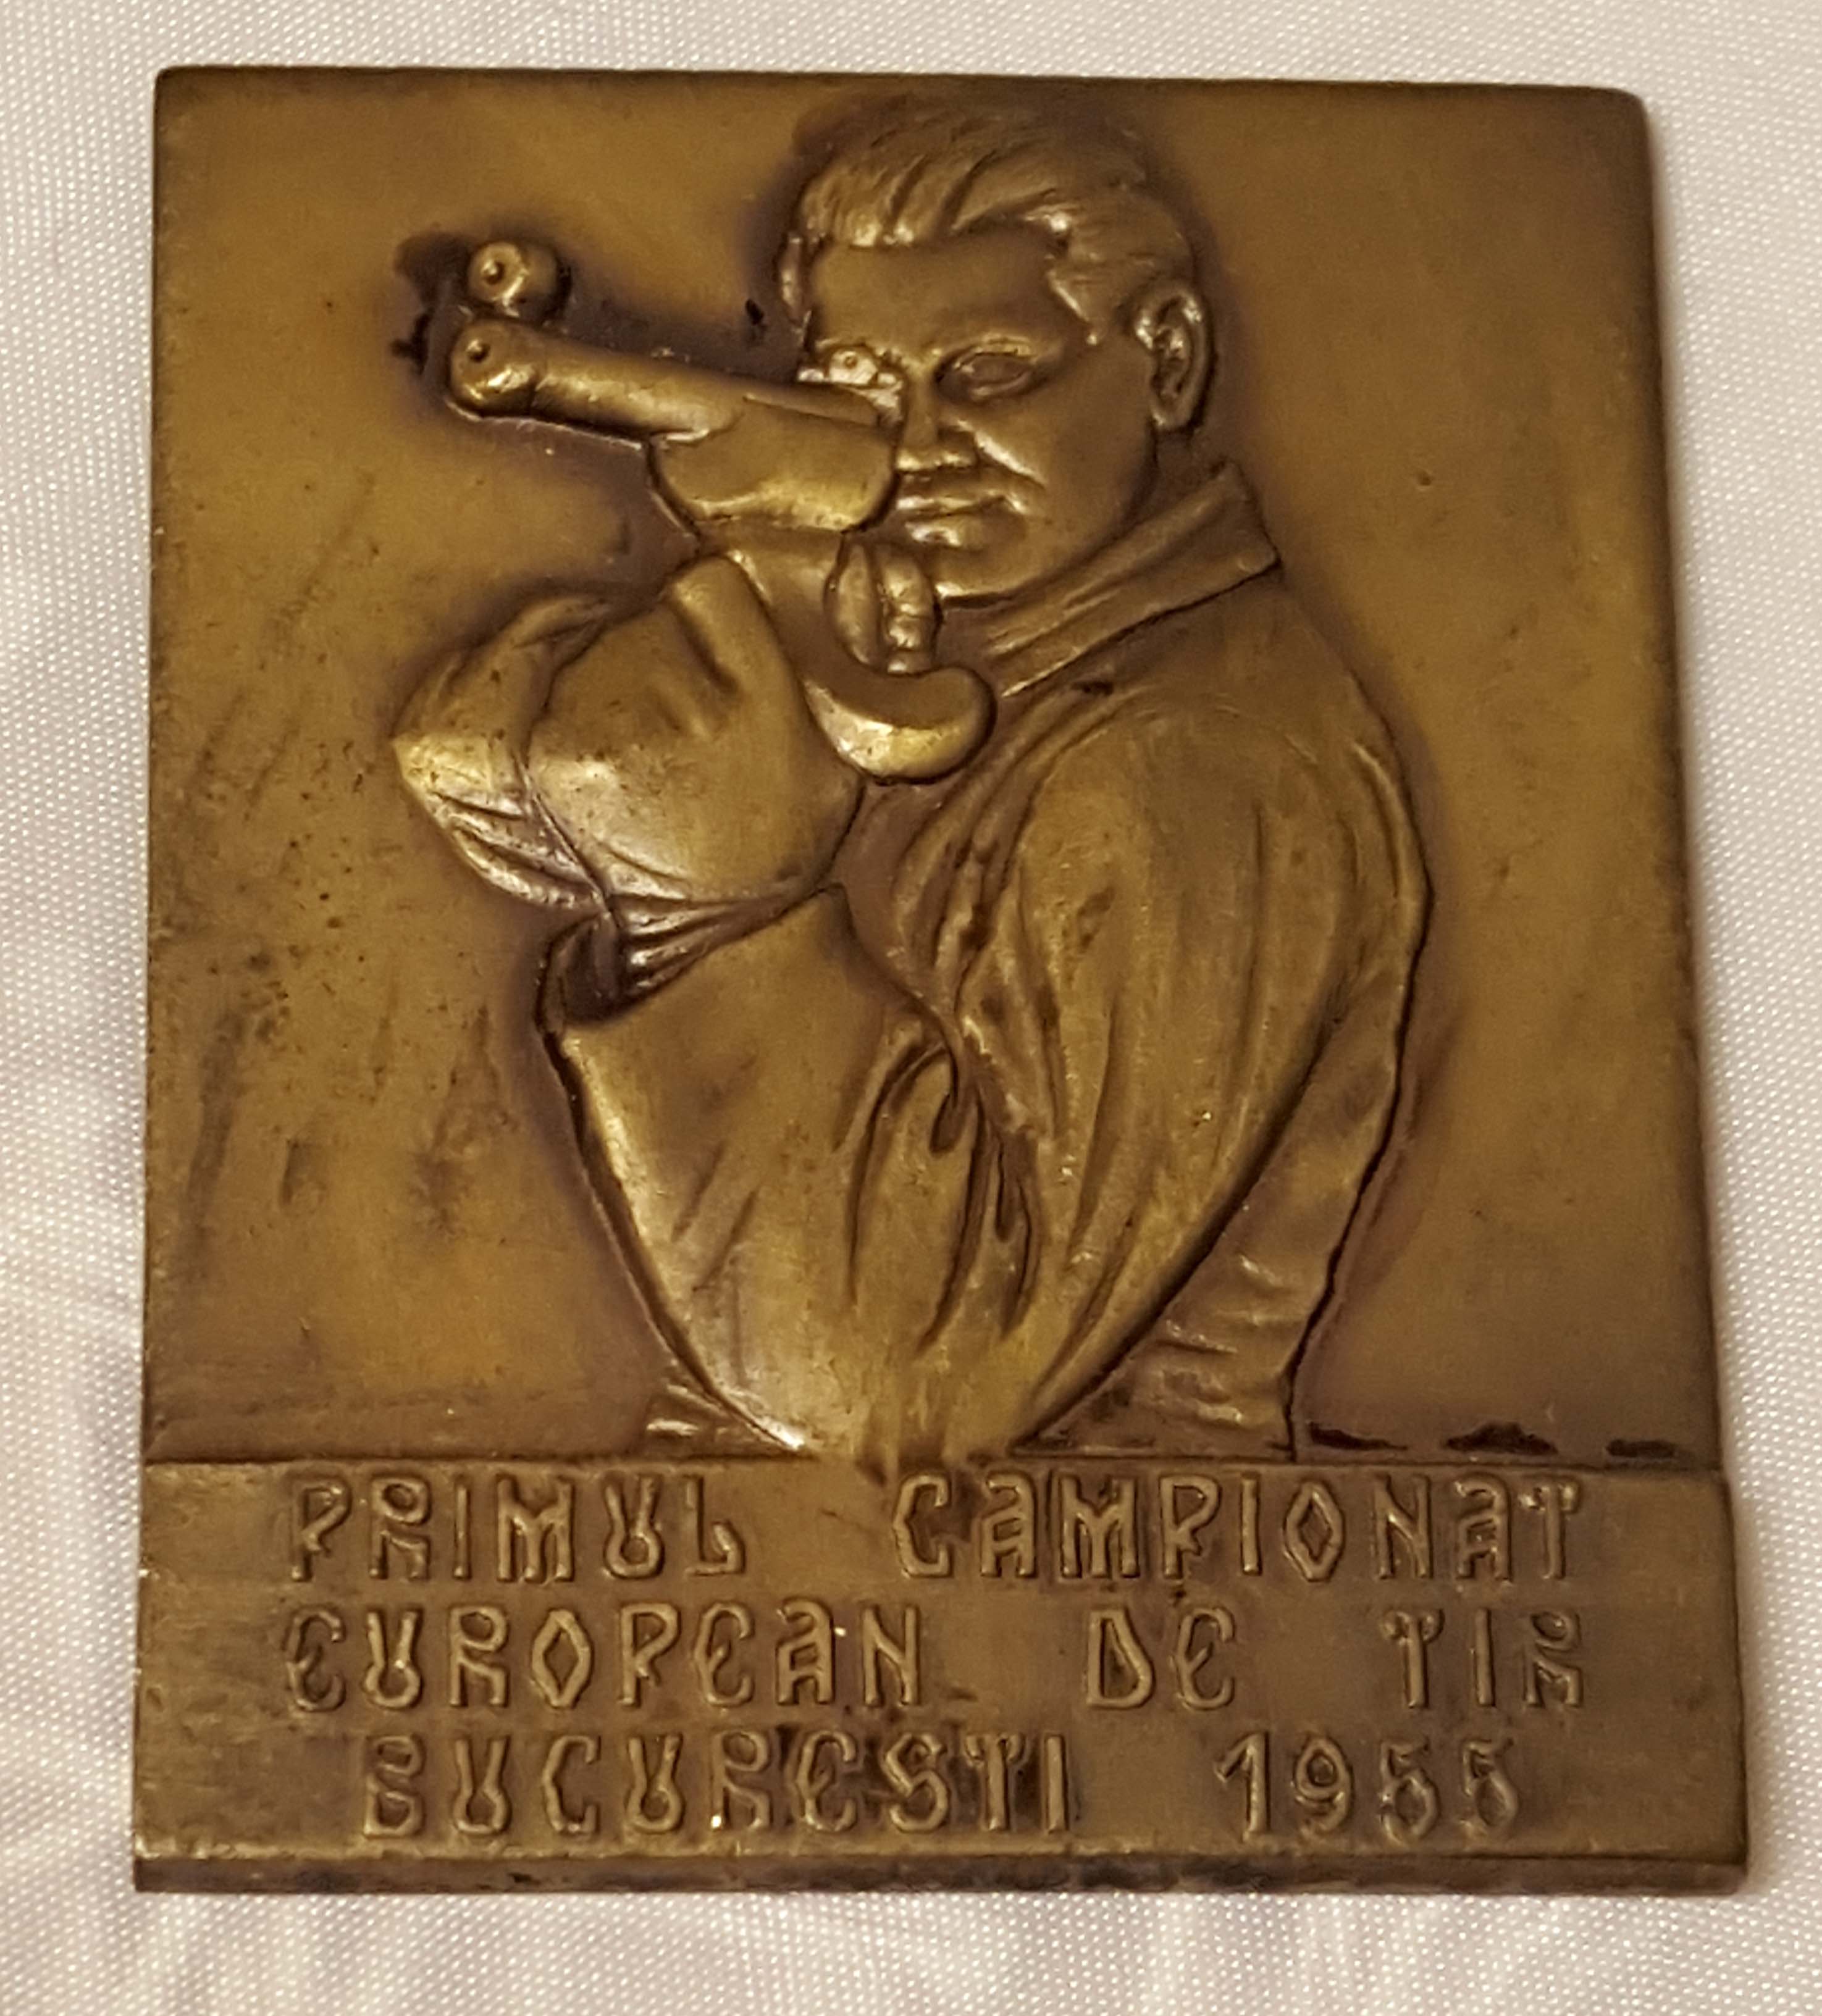 PRIMUL CAMPIONAT
EUROPEAN DE TIR
BUCURESTI 1955